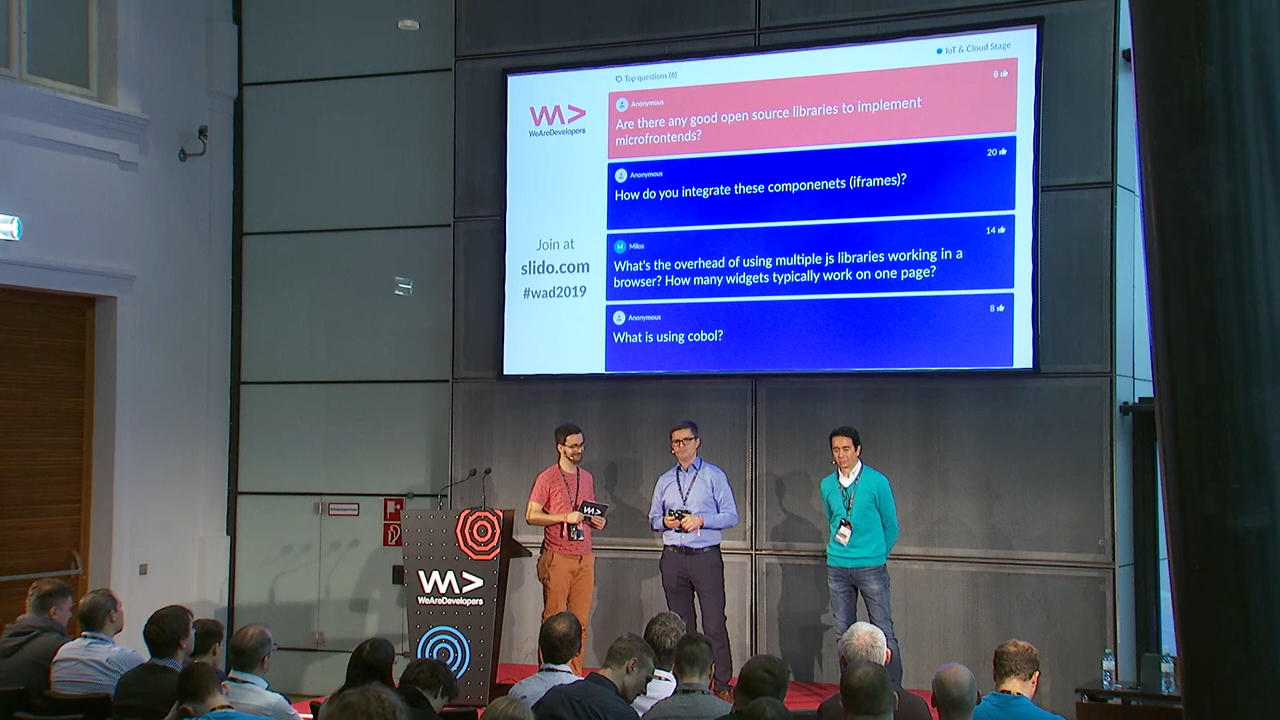 IoT & Cloud Stage
Top questions (6)
WeAreDevelopers
Join at
slido.com
#wad2019
Anonymous
8
Are there any good open source libraries to implement
microfrontends?
Anonymous
20
How do you integrate these componenets (iframes)?
M Milos
14
What's the overhead of using multiple js libraries working in a
browser? How many widgets typically work on one page?
Anonymous
8
What is using cobol?
WeAreDevelopers